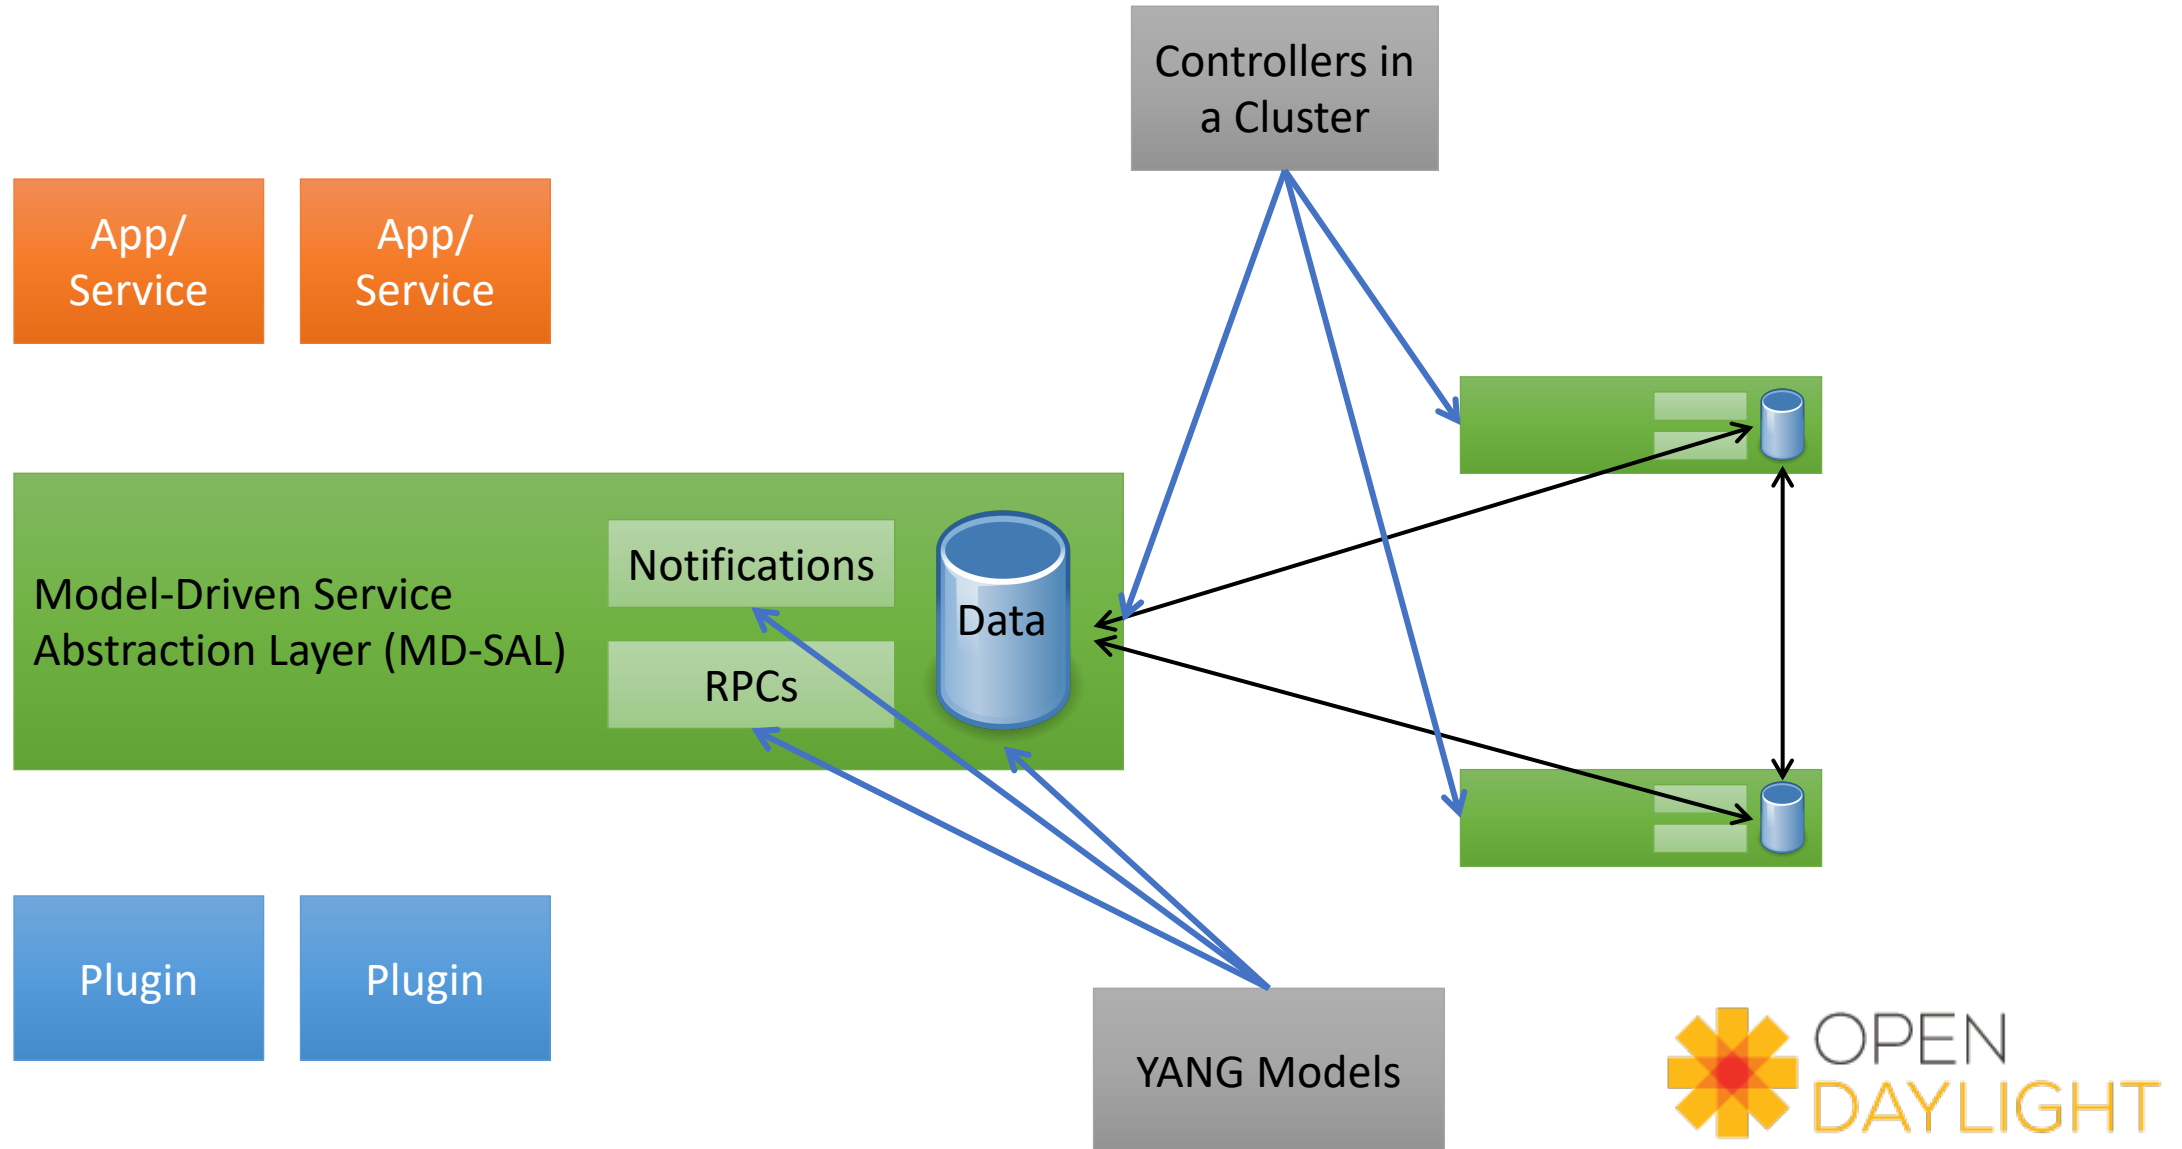 Controllers in
a Cluster
App/
Service
App/
Service
Model-Driven Service
Abstraction Layer (MD-SAL)
Notifications
RPCs
Data
Plugin
Plugin
YANG Models
OPEN
DAYLIGHT